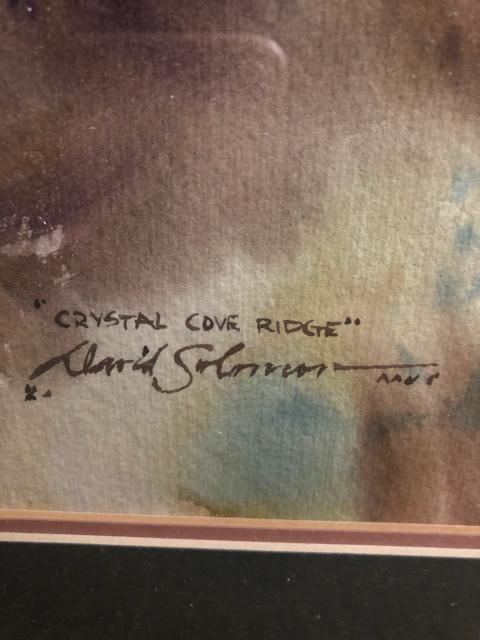 "CRYSTAL COVE RIDGE"
David Solomon